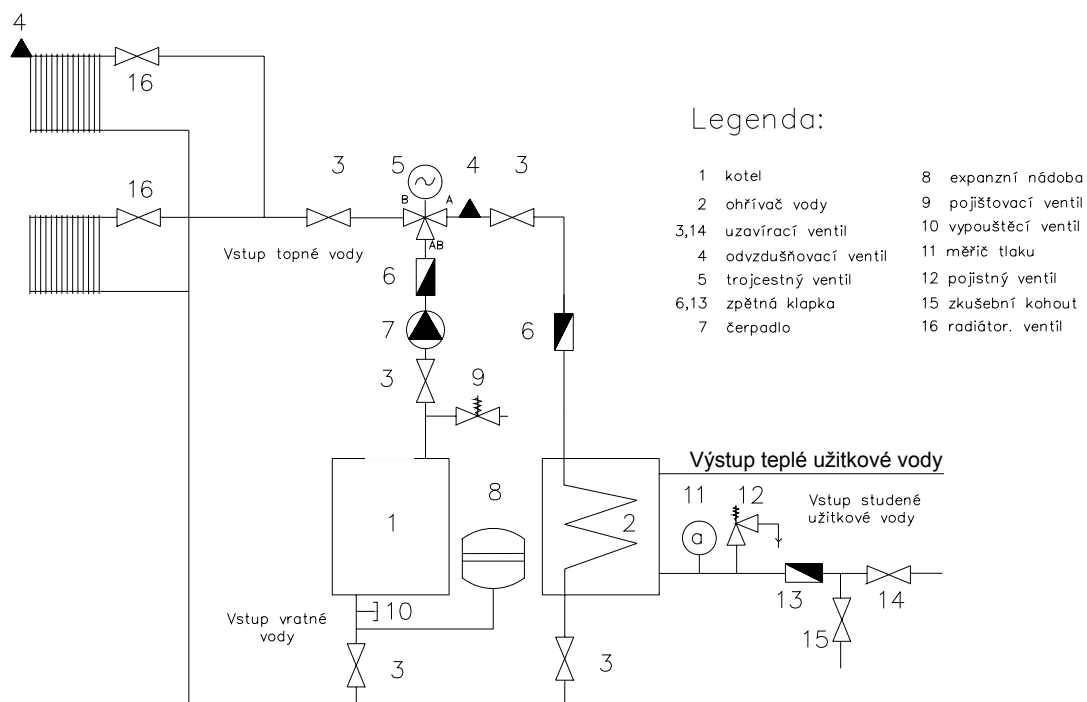 4
16
16
3
5
4
3
B
A
AB
Vstup topné vody
6
7
3
9
6
Legenda:
1 kotel
2 ohřívač vody
3,14 uzavírací ventil
4 odvzdušňovací ventil
5 trojcestný ventil
6,13 zpětná klapka
7 čerpadlo
8 expanzní nádoba
9 pojišťovací ventil
10 vypouštěcí ventil
11 měřič tlaku
12 pojistný ventil
15 zkušební kohout
16 radiátor. ventil
1
8
2
Výstup teplé užitkové vody
11
12
Vstup studené
užitkové vody
a
13
14
15
10
Vstup vratné
vody
3
3